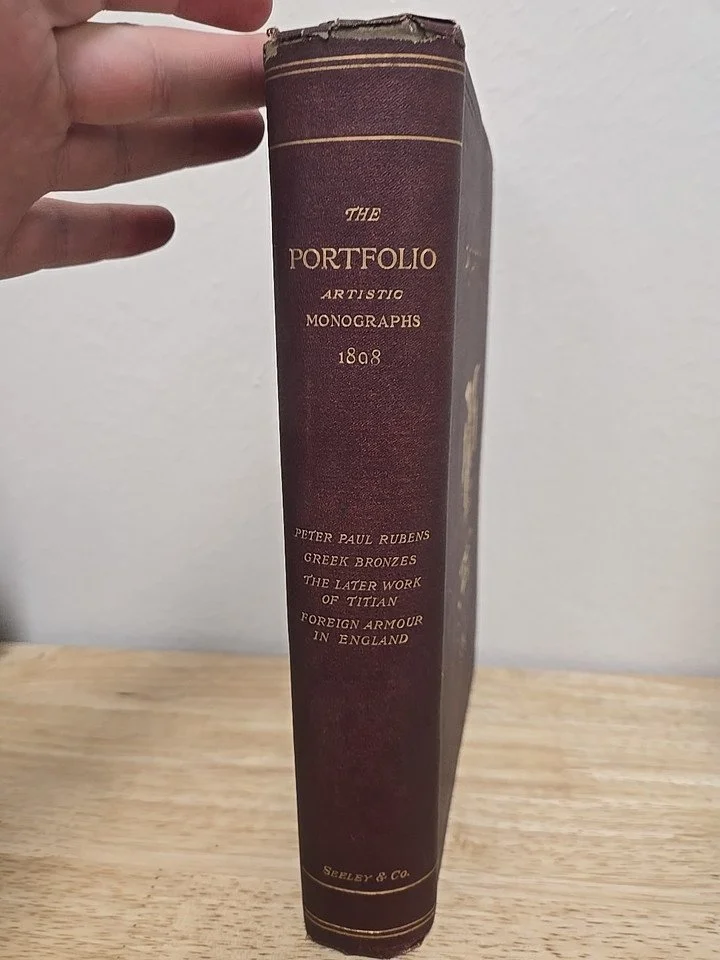 THE
PORTFOLIO
ARTISTIC
MONOGRAPHS
1898
PETER PAUL RUBENS
GREEK BRONZES
THE LATER WORK
OF TITIAN
FOREIGN ARMOUR
IN ENGLAND
SEELEY & CO.